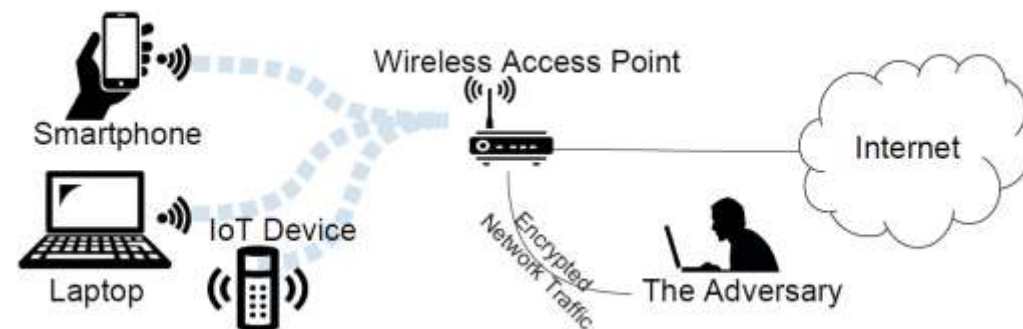 Wireless Access Point
Smartphone
Internet
IoT Device
Laptop
Encrypted
Network Traffic
The Adversary